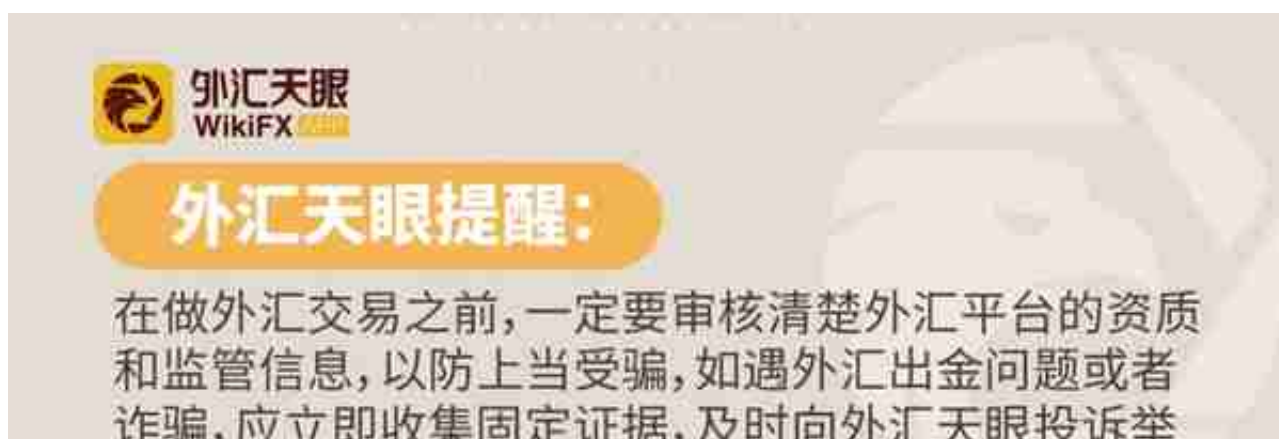 外汇天眼
WikiFX
外汇天眼提醒：
在做外汇交易之前，一定要审核清楚外汇平台的资质
和监管信息，以防上当受骗，如遇外汇出金问题或者
诈骗，应立即收集固定证据，及时向外汇天眼投诉举